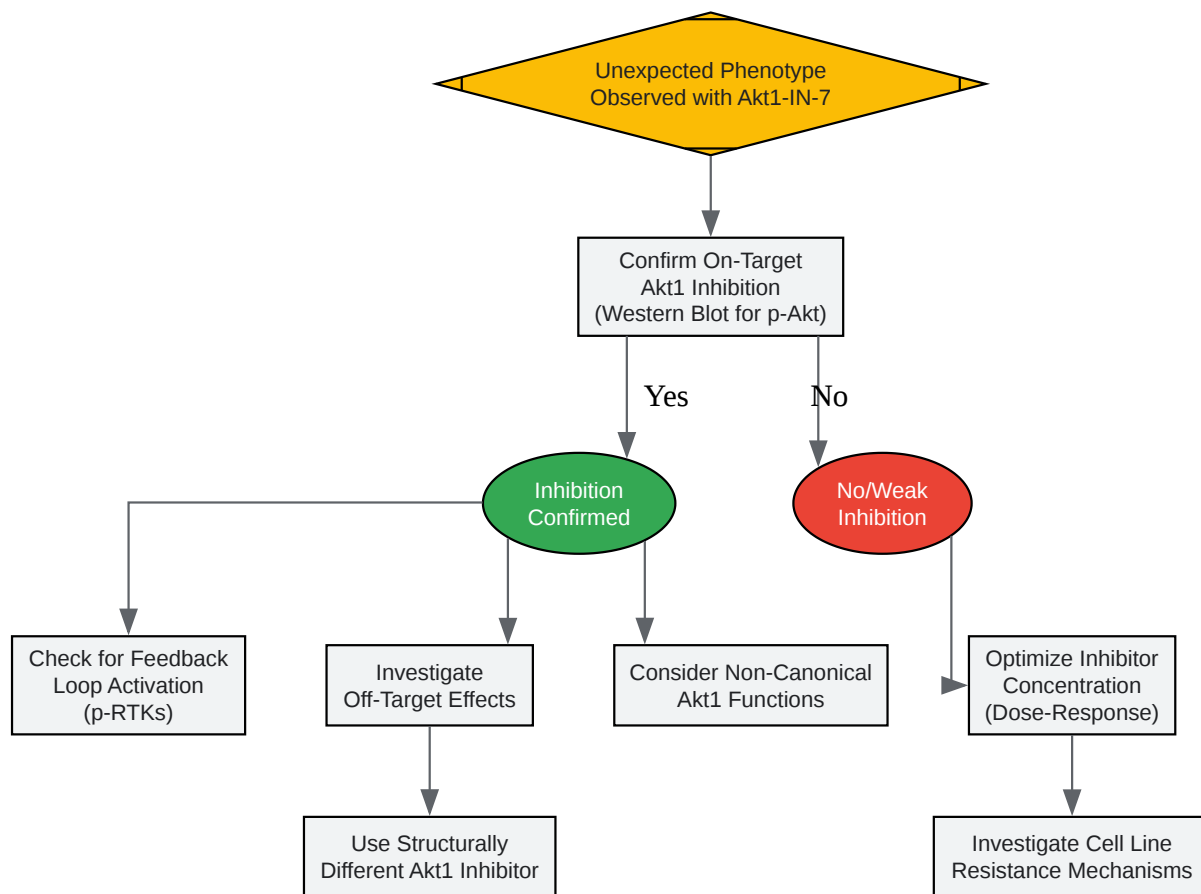 Unexpected Phenotype
Observed with Akt1-IN-7
Confirm On-Target
Akt1 Inhibition
(Western Blot for p-Akt)
Yes
No
Inhibition
Confirmed
No/Weak
Inhibition
Check for Feedback
Loop Activation
(p-RTKs)
Investigate
Off-Target Effects
Consider Non-Canonical
Akt1 Functions
Optimize Inhibitor
Concentration
(Dose-Response)
Use Structurally
Different Akt1 Inhibitor
Investigate Cell Line
Resistance Mechanisms